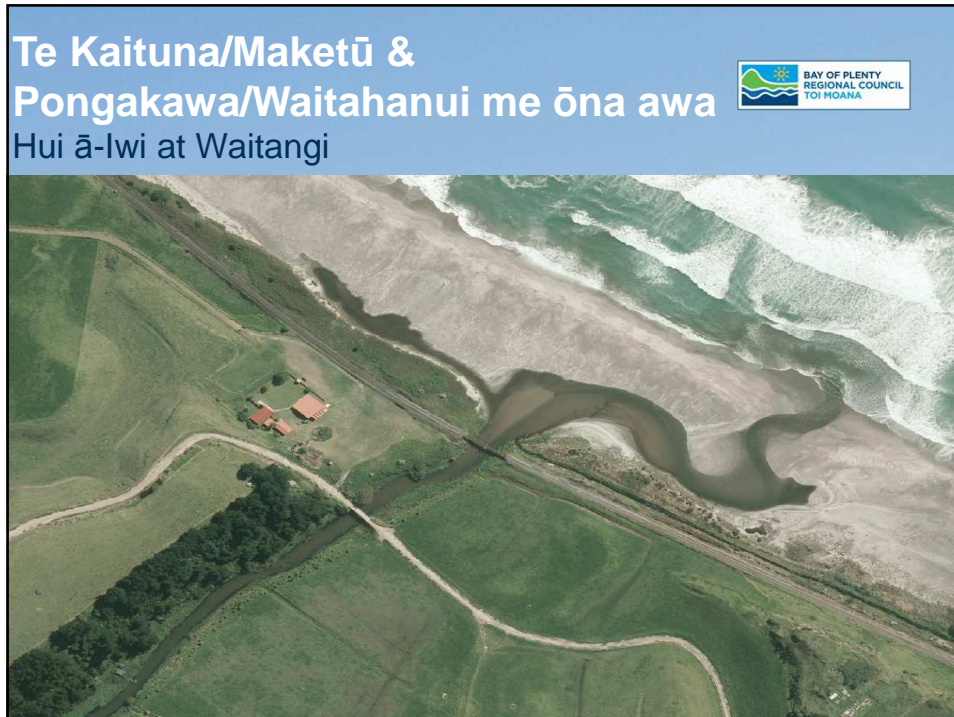 Te Kaituna/Maketū &
Pongakawa/Waitahanui me ōna awa
Hui ā-Iwi at Waitangi
BAY OF PLENTY
REGIONAL COUNCIL
TOI MOANA